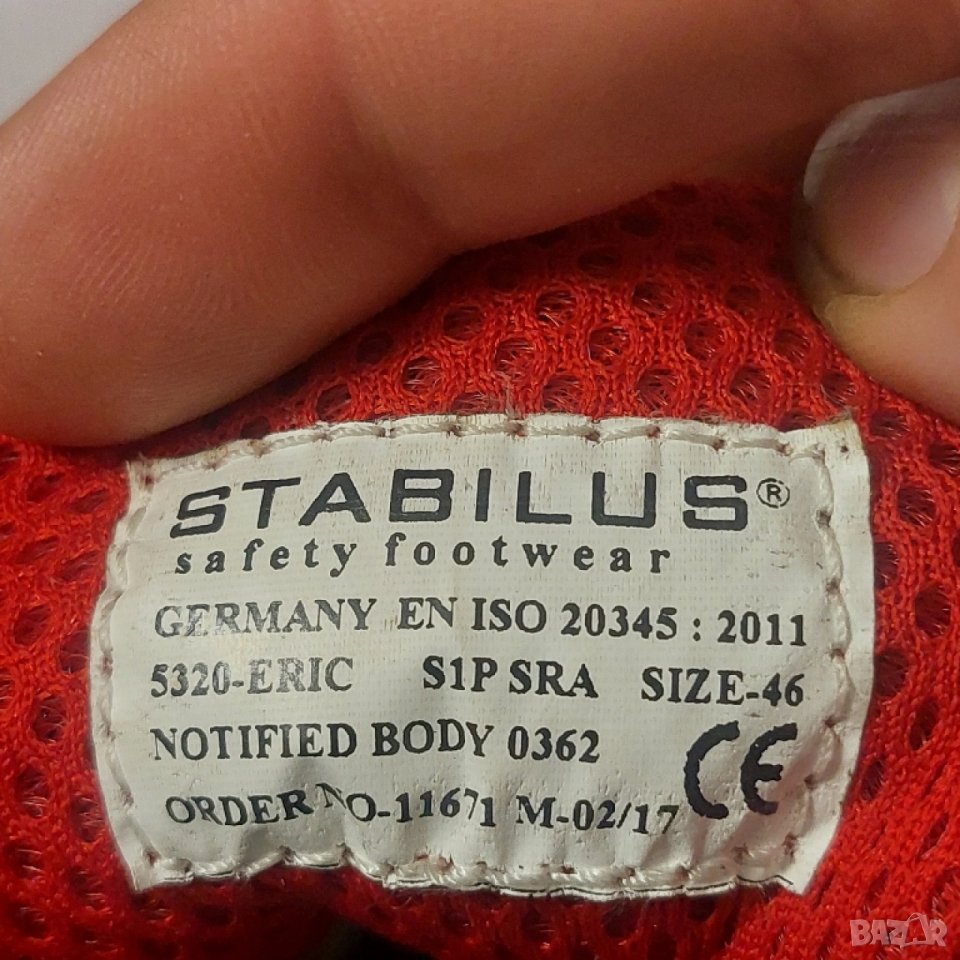 STABILUS®
safety footwear
GERMANY EN ISO 20345 : 2011
5320-ERIC S1P SRA SIZE-46
NOTIFIED BODY 0362
ORDER NO-11671 M-02/17 CE
BAZAR